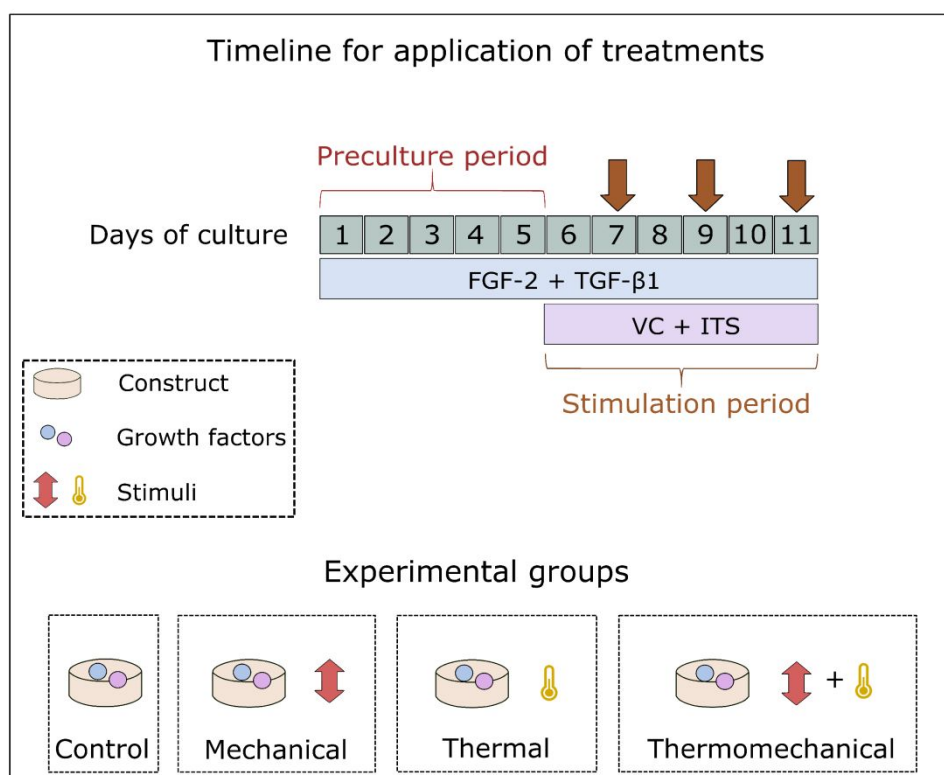 Timeline for application of treatments
Preculture period
Days of culture 1 2 3 4 5 6 7 8 9 10 11
FGF-2 + TGF-β1
VC + ITS
Stimulation period
Construct
Growth factors
Stimuli
Experimental groups
+
Control Mechanical Thermal Thermomechanical